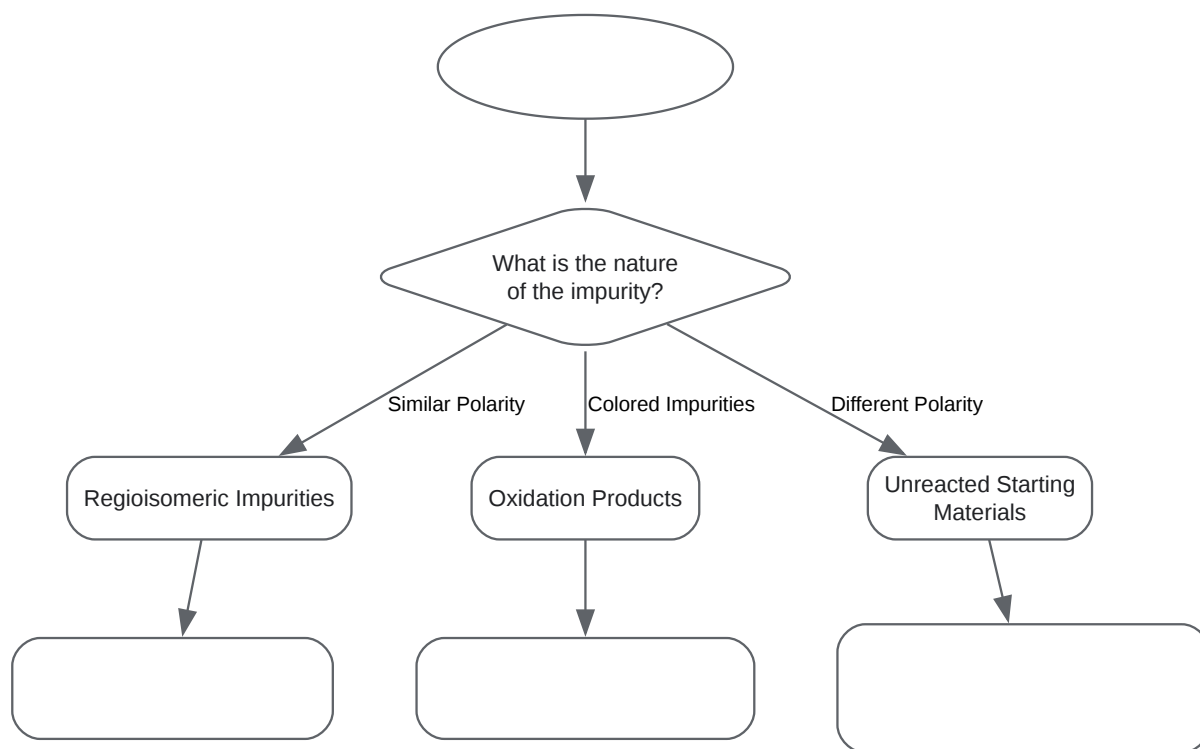 What is the nature
of the impurity?
Similar Polarity
Colored Impurities
Different Polarity
Regioisomeric Impurities
Oxidation Products
Unreacted Starting
Materials